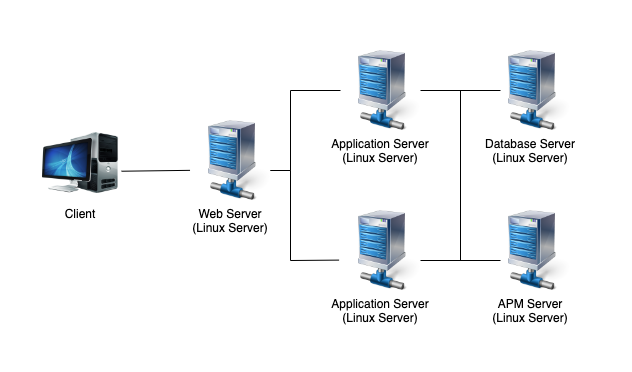 Application Server
(Linux Server)
Database Server
(Linux Server)
Client
Web Server
(Linux Server)
Application Server
(Linux Server)
APM Server
(Linux Server)